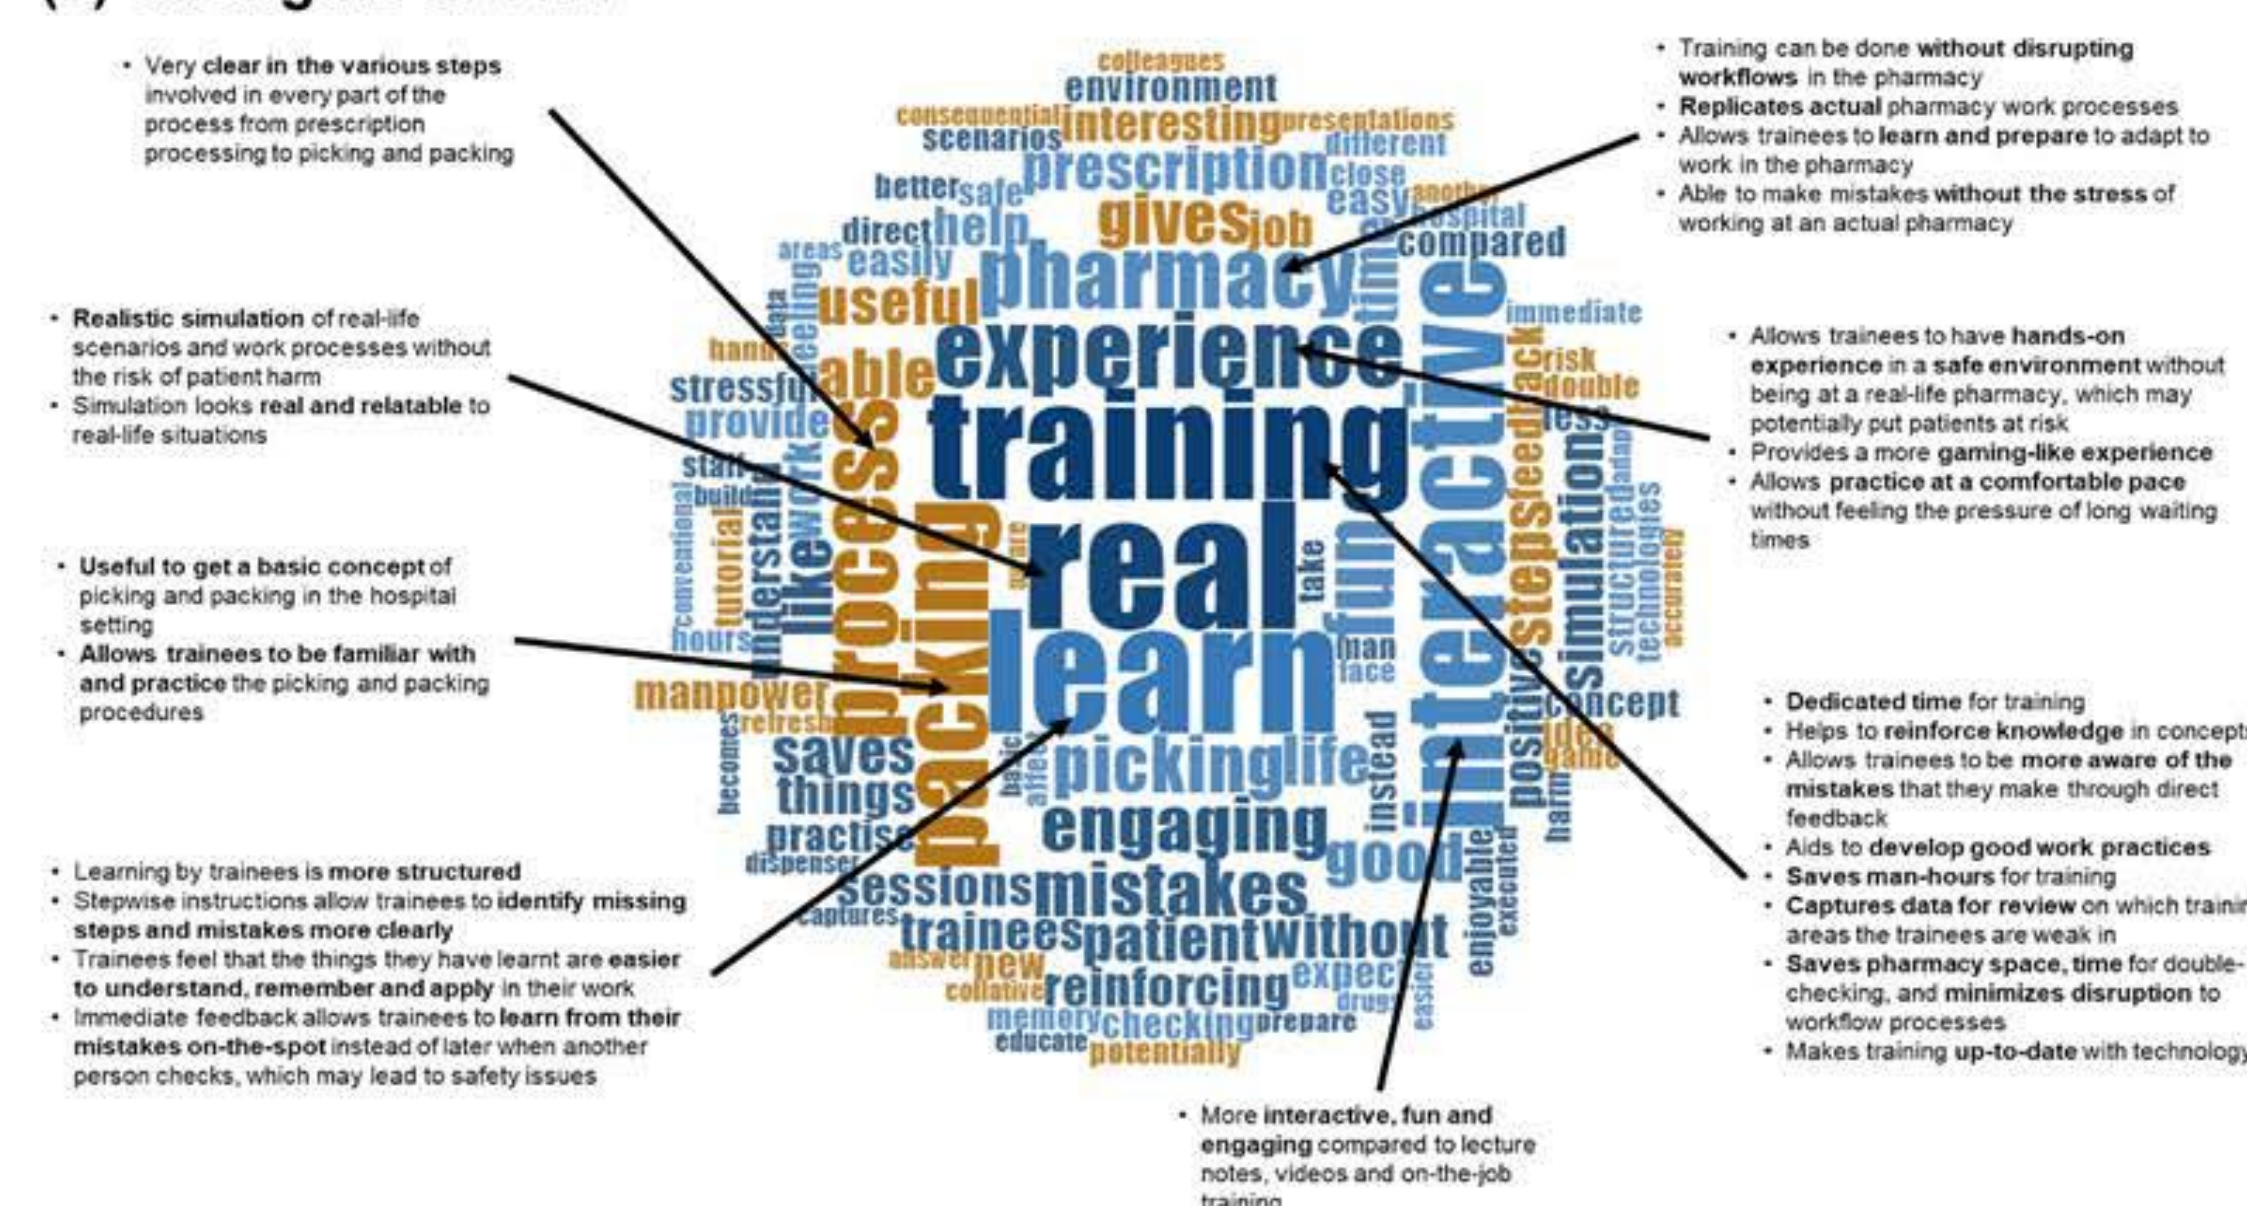 • Very clear in the various steps
involved in every part of the
process from prescription
processing to picking and packing
• Realistic simulation of real-life
scenarios and work processes without
the risk of patient harm
• Simulation looks real and relatable to
real-life situations
• Useful to get a basic concept of
picking and packing in the hospital
setting
• Allows trainees to be familiar with
and practice the picking and packing
procedures
• Learning by trainees is more structured
• Stepwise instructions allow trainees to identify missing
steps and mistakes more clearly
• Trainees feel that the things they have learnt are easier
to understand, remember and apply in their work
• Immediate feedback allows trainees to learn from their
mistakes on-the-spot instead of later when another
person checks, which may lead to safety issues
colleagues
environment
consequential interesting presentations
scenarios different
prescription close
better safe easy another
gives job hospital
direct help compared
areas easily pharmacy time
useful immediate
data feeling experience
hands able feedback risk
stressful double
provide training less
process interactive
staff work adapt
build real simulation
conventional tutorial understand like packing take fun steps structured technologies accurately
hours learn man
face
manpower concept
refresh positive idea
saves picking life game
becomes basic affect instead harm
things
practise engaging
dispenser good
sessions mistakes enjoyable executed
captures trainees patient without
answer new expect
collative reinforcing drugs easier
memory checking prepare
educate potentially
• Training can be done without disrupting
workflows in the pharmacy
• Replicates actual pharmacy work processes
• Allows trainees to learn and prepare to adapt to
work in the pharmacy
• Able to make mistakes without the stress of
working at an actual pharmacy
• Allows trainees to have hands-on
experience in a safe environment without
being at a real-life pharmacy, which may
potentially put patients at risk
• Provides a more gaming-like experience
• Allows practice at a comfortable pace
without feeling the pressure of long waiting
times
• Dedicated time for training
• Helps to reinforce knowledge in concepts
• Allows trainees to be more aware of the
mistakes that they make through direct
feedback
• Aids to develop good work practices
• Saves man-hours for training
• Captures data for review on which trainin
areas the trainees are weak in
• Saves pharmacy space, time for double-
checking, and minimizes disruption to
workflow processes
• Makes training up-to-date with technology
• More interactive, fun and
engaging compared to lecture
notes, videos and on-the-job
training